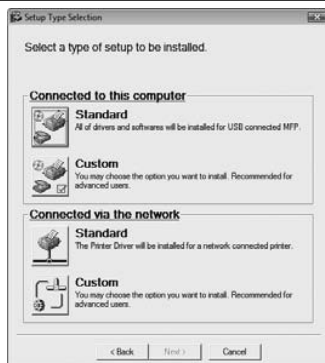 Setup Type Selection
Select a type of setup to be installed.
Connected to this computer
Standard
All of drivers and softwares will be installed for USB connected MFP.
Custom
You may choose the option you want to install. Recommended for
advanced users.
Connected via the network
Standard
The Printer Driver will be installed for a network connected printer.
Custom
You may choose the option you want to install. Recommended for
advanced users.
< Back
Next >
Cancel